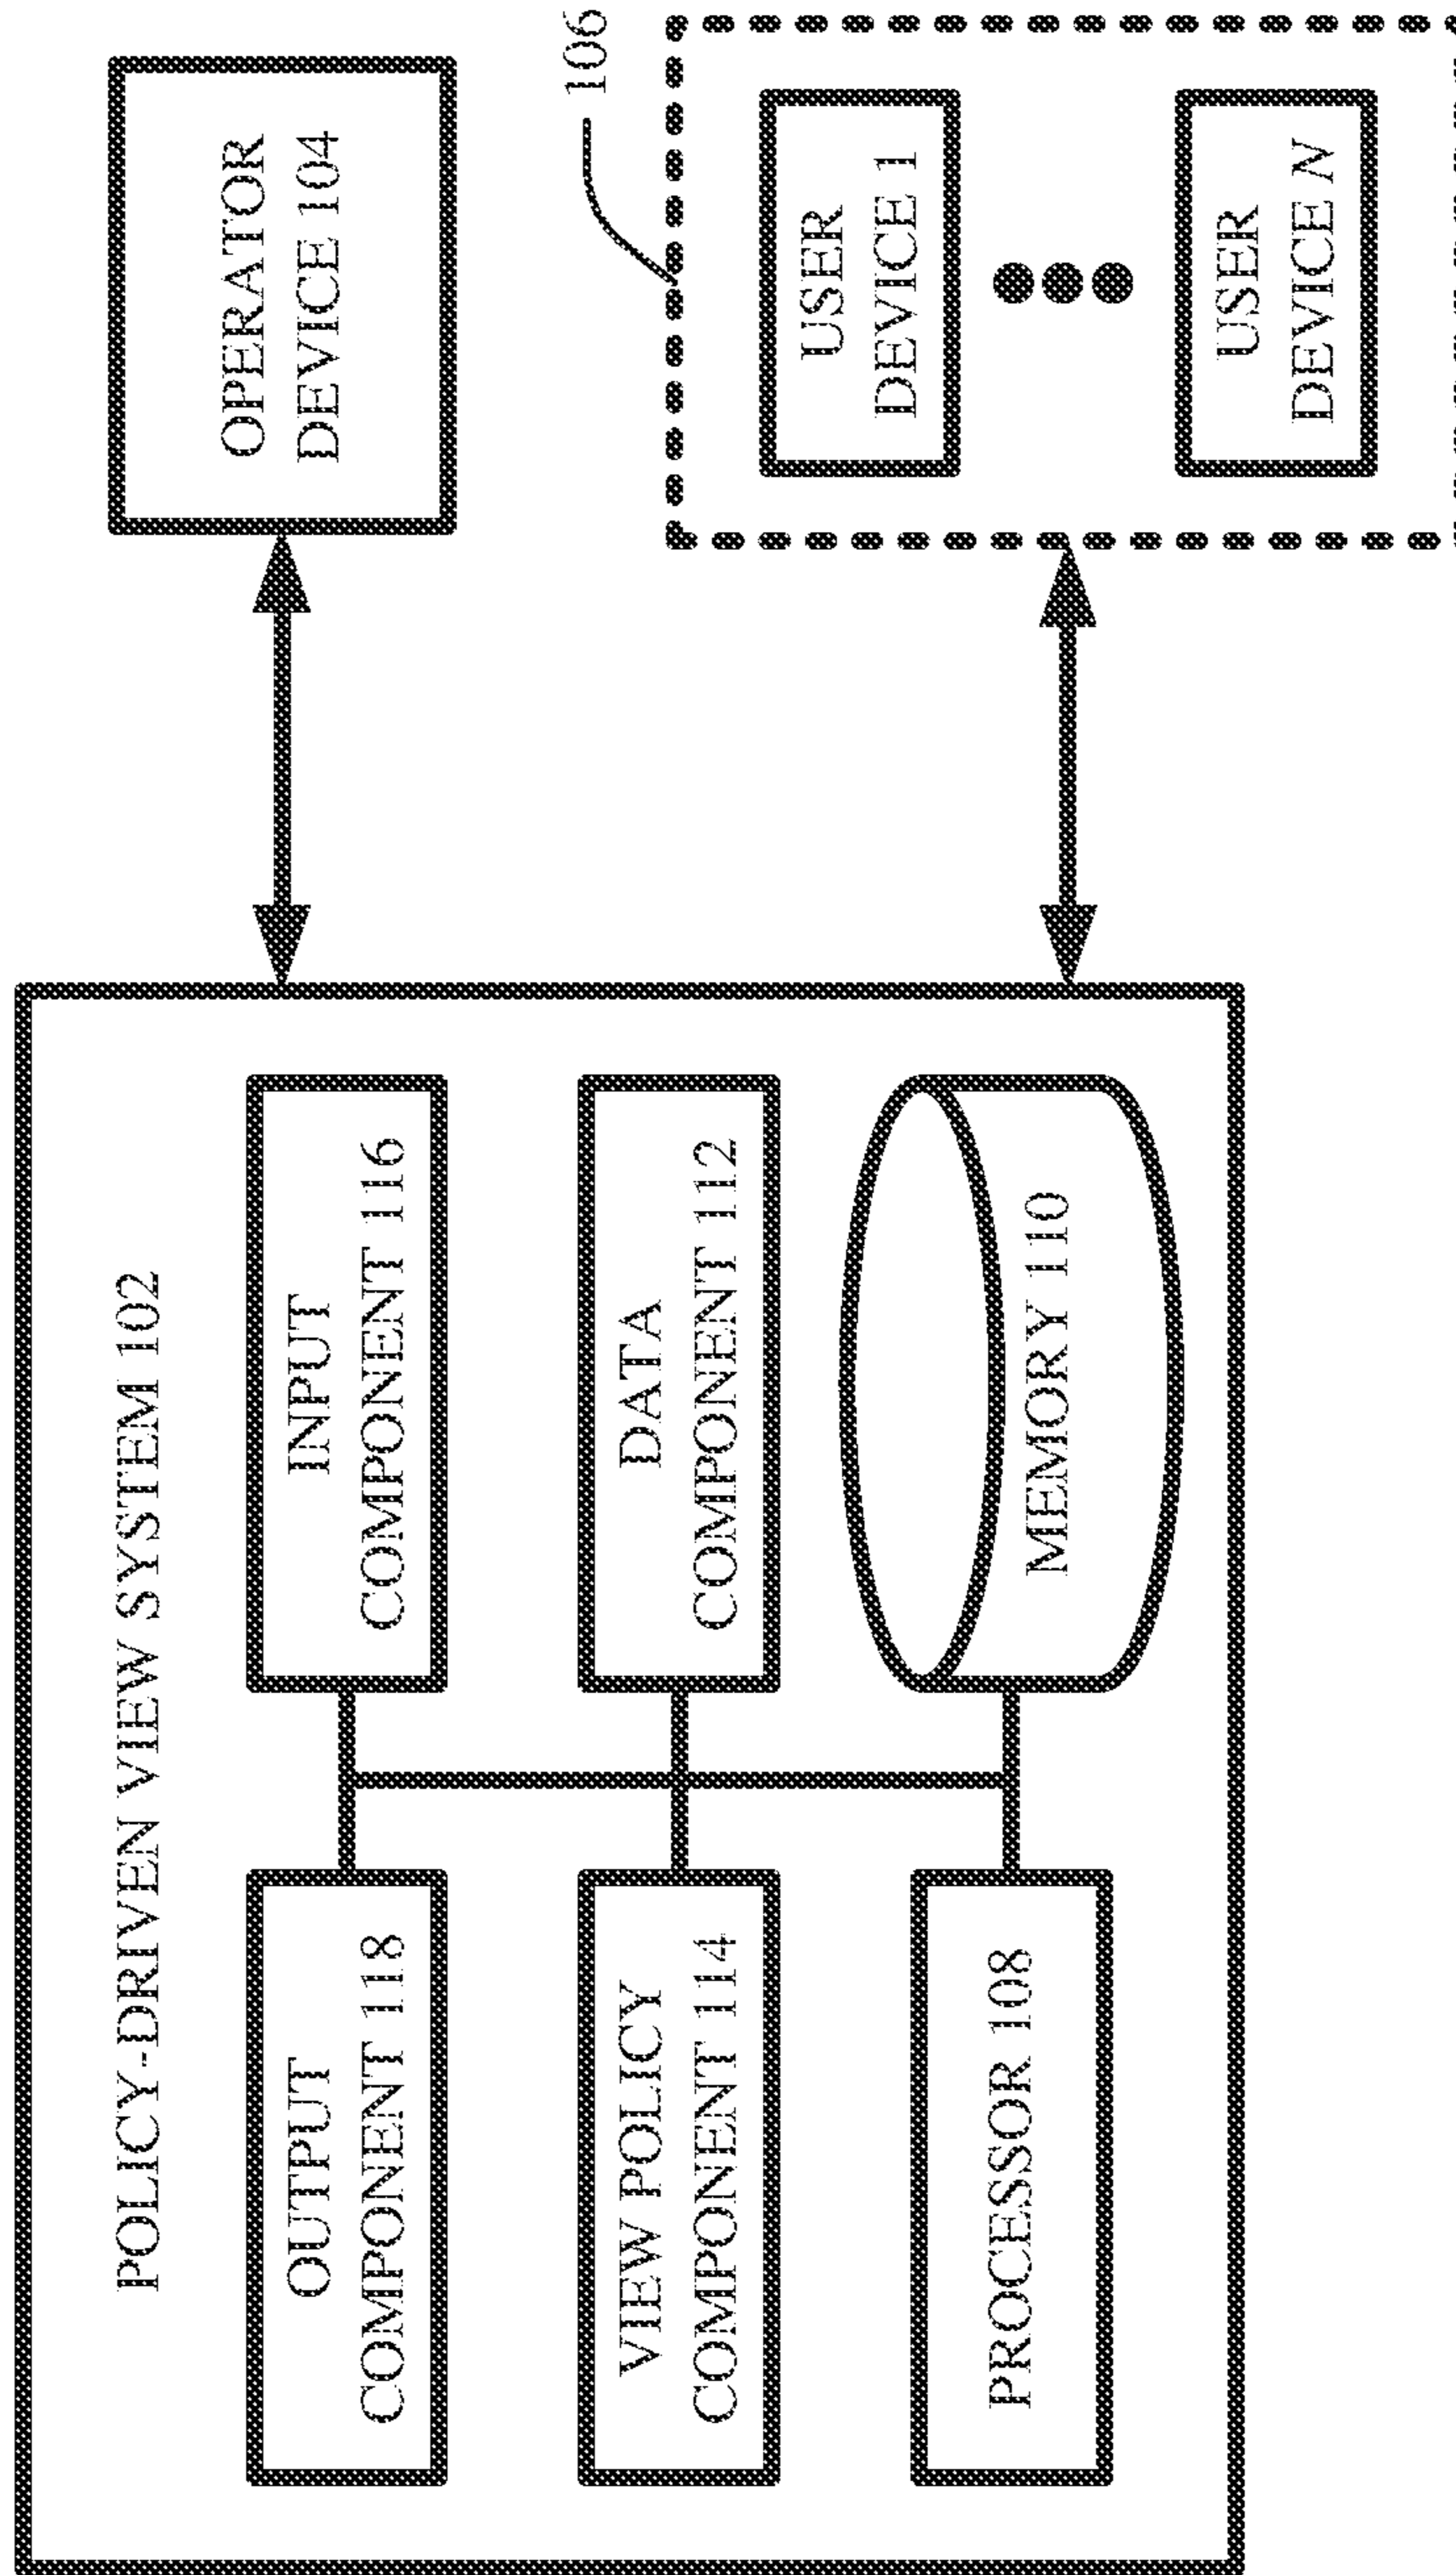 POLICY-DRIVEN VIEW SYSTEM 102
OUTPUT
COMPONENT 118
INPUT
COMPONENT 116
VIEW POLICY
COMPONENT 114
DATA
COMPONENT 112
PROCESSOR 108
MEMORY 110
OPERATOR
DEVICE 104
106
USER
DEVICE 1
USER
DEVICE N